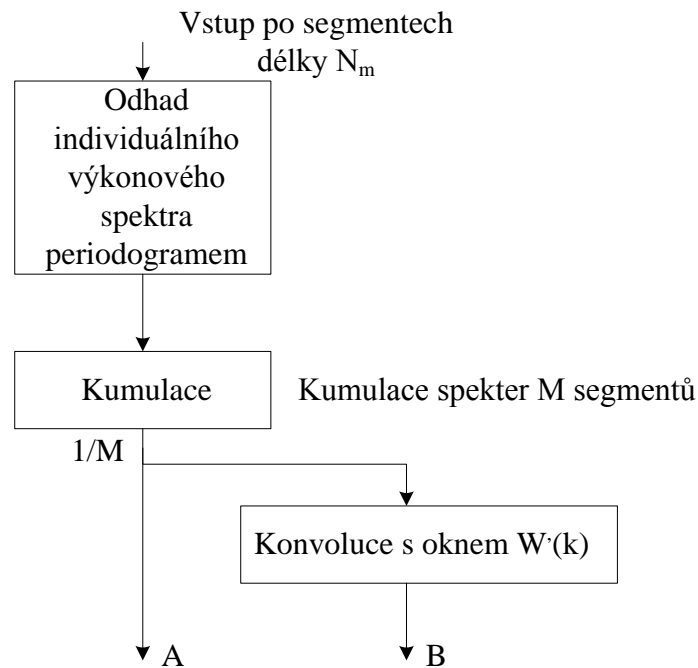 Vstup po segmentech
délky Nm
Odhad
individuálního
výkonového
spektra
periodogramem
Kumulace
Kumulace spekter M segmentů
1/M
Konvoluce s oknem W'(k)
A
B